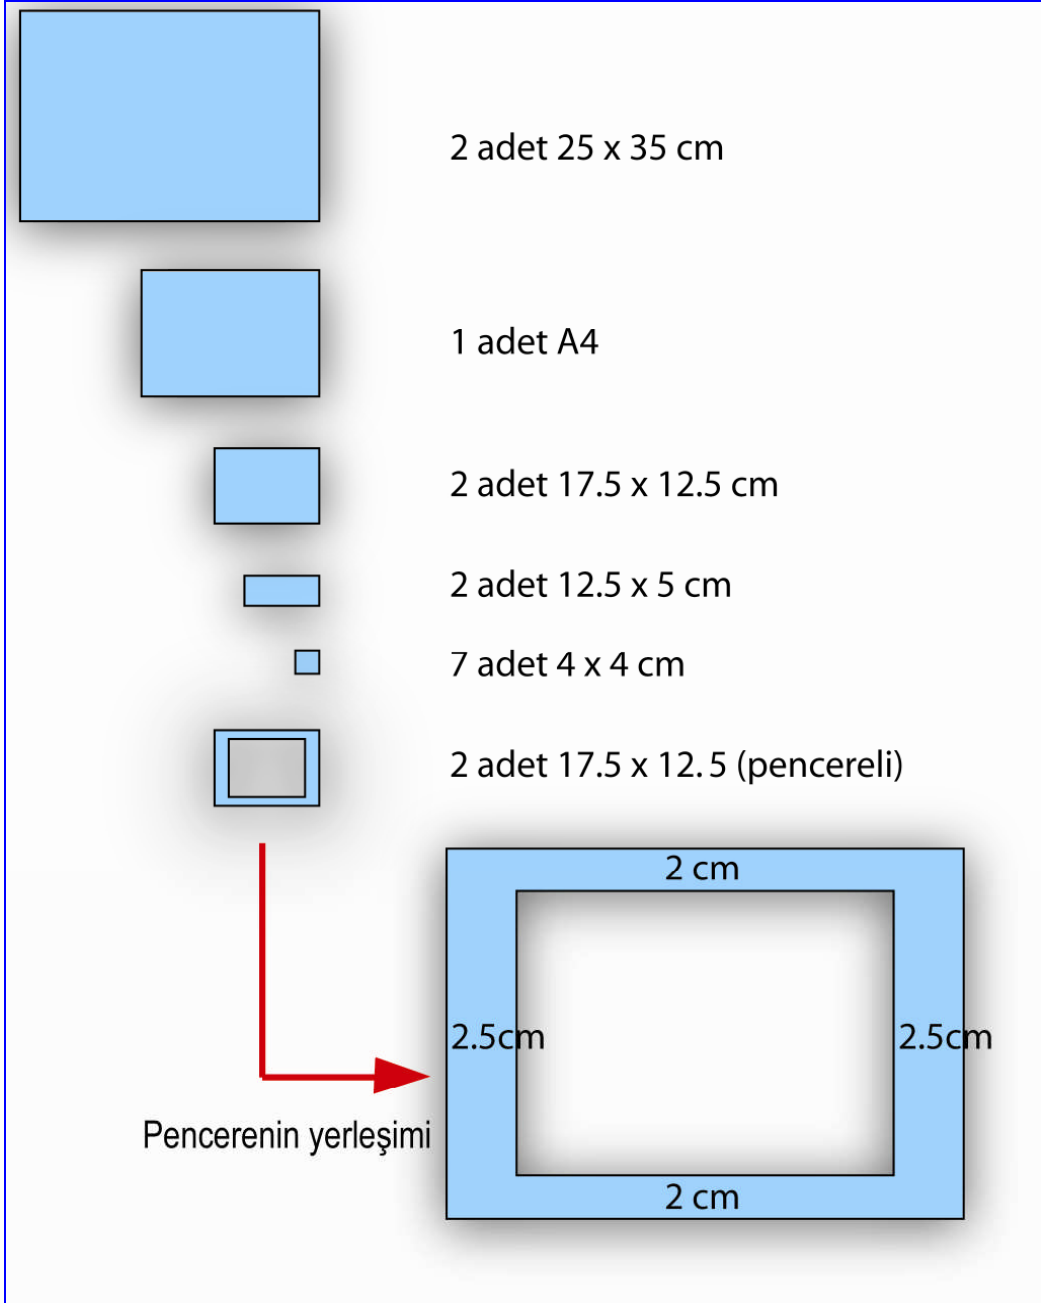 2 adet 25 x 35 cm
1 adet A4
2 adet 17.5 x 12.5 cm
2 adet 12.5 x 5 cm
7 adet 4 x 4 cm
2 adet 17.5 x 12.5 (pencereli)
2 cm
2.5cm
2.5cm
Pencerenin yerleşimi
2 cm